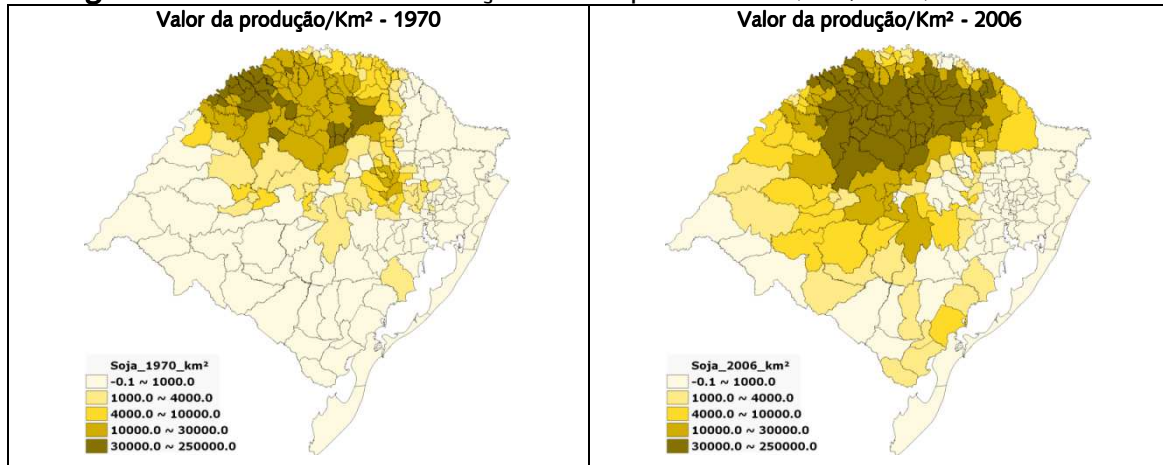 Valor da produção/Km² - 1970
Valor da produção/Km² - 2006
Soja_1970_km²
-0.1 ~ 1000.0
1000.0 ~ 4000.0
4000.0 ~ 10000.0
10000.0 ~ 30000.0
30000.0 ~ 250000.0
Soja_2006_km²
-0.1 ~ 1000.0
1000.0 ~ 4000.0
4000.0 ~ 10000.0
10000.0 ~ 30000.0
30000.0 ~ 250000.0